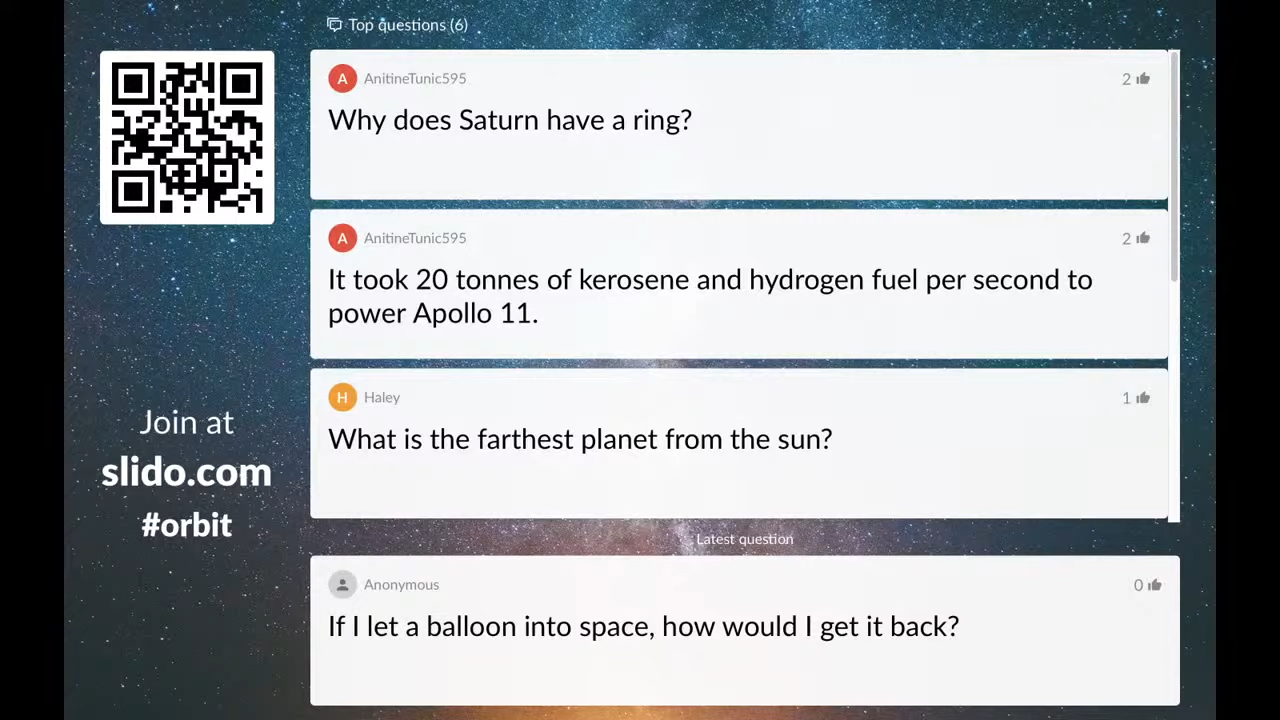 Top questions (6)
A AnitineTunic595 2
Why does Saturn have a ring?
A AnitineTunic595 2
It took 20 tonnes of kerosene and hydrogen fuel per second to
power Apollo 11.
H Haley 1
What is the farthest planet from the sun?
Join at
slido.com
#orbit
Latest question
Anonymous 0
If I let a balloon into space, how would I get it back?